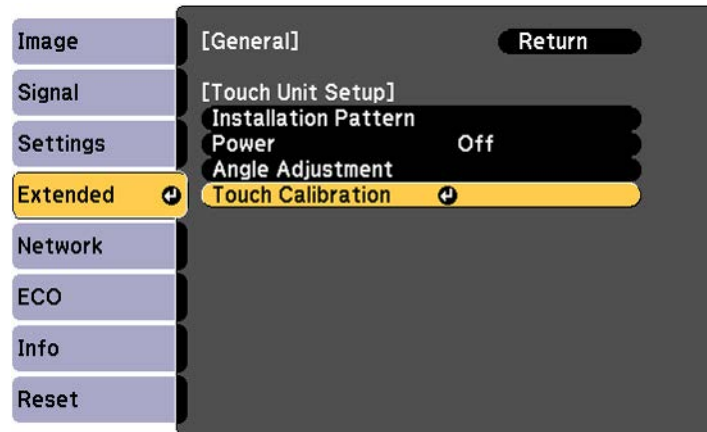 Image
Signal
Settings
Extended
Network
ECO
Info
Reset
[General] Return
[Touch Unit Setup]
Installation Pattern
Power Off
Angle Adjustment
Touch Calibration